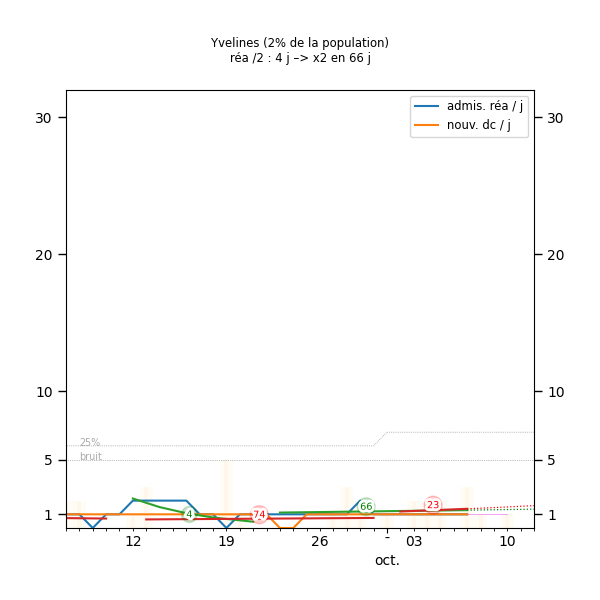 Yvelines (2% de la population)
réa /2 : 4 j –> x2 en 66 j
admis. réa / j
nouv. dc / j
30 30
20 20
10 10
25%
bruit
5 5
66
23
4
74
1 1
12 19 26 - 03 10
oct.